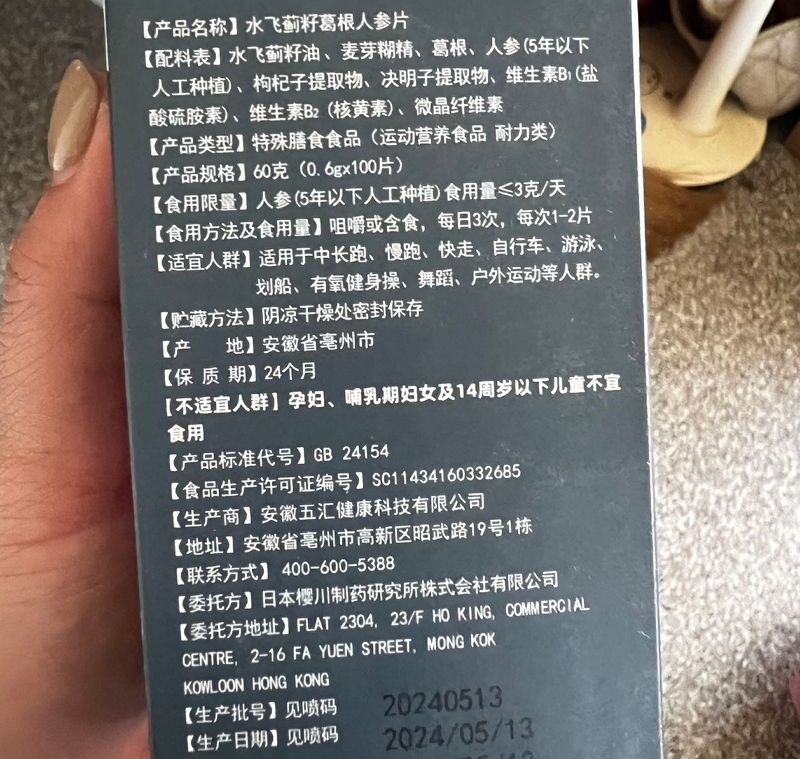 【产品名称】水飞蓟籽葛根人参片
【配料表】水飞蓟籽油、麦芽糊精、葛根、人参(5年以下
人工种植)、枸杞子提取物、决明子提取物、维生素B₁(盐
酸硫胺素)、维生素B₂(核黄素)、微晶纤维素
【产品类型】特殊膳食食品（运动营养食品 耐力类）
【产品规格】60克（0.6gx100片）
【食用限量】人参(5年以下人工种植)食用量≤3克/天
【食用方法及食用量】咀嚼或含食，每日3次，每次1-2片
【适宜人群】适用于中长跑、慢跑、快走、自行车、游泳、
划船、有氧健身操、舞蹈、户外运动等人群。
【贮藏方法】阴凉干燥处密封保存
【产 地】安徽省亳州市
【保 质 期】24个月
【不适宜人群】孕妇、哺乳期妇女及14周岁以下儿童不宜
食用
【产品标准代号】GB 24154
【食品生产许可证编号】SC11434160332685
【生产商】安徽五汇健康科技有限公司
【地址】安徽省亳州市高新区昭武路19号1栋
【联系方式】400-600-5388
【委托方】日本樱川制药研究所株式会社有限公司
【委托方地址】FLAT 2304, 23/F HO KING, COMMERCIAL
CENTRE, 2-16 FA YUEN STREET, MONG KOK
KOWLOON HONG KONG
【生产批号】见喷码 20240513
【生产日期】见喷码 2024/05/13